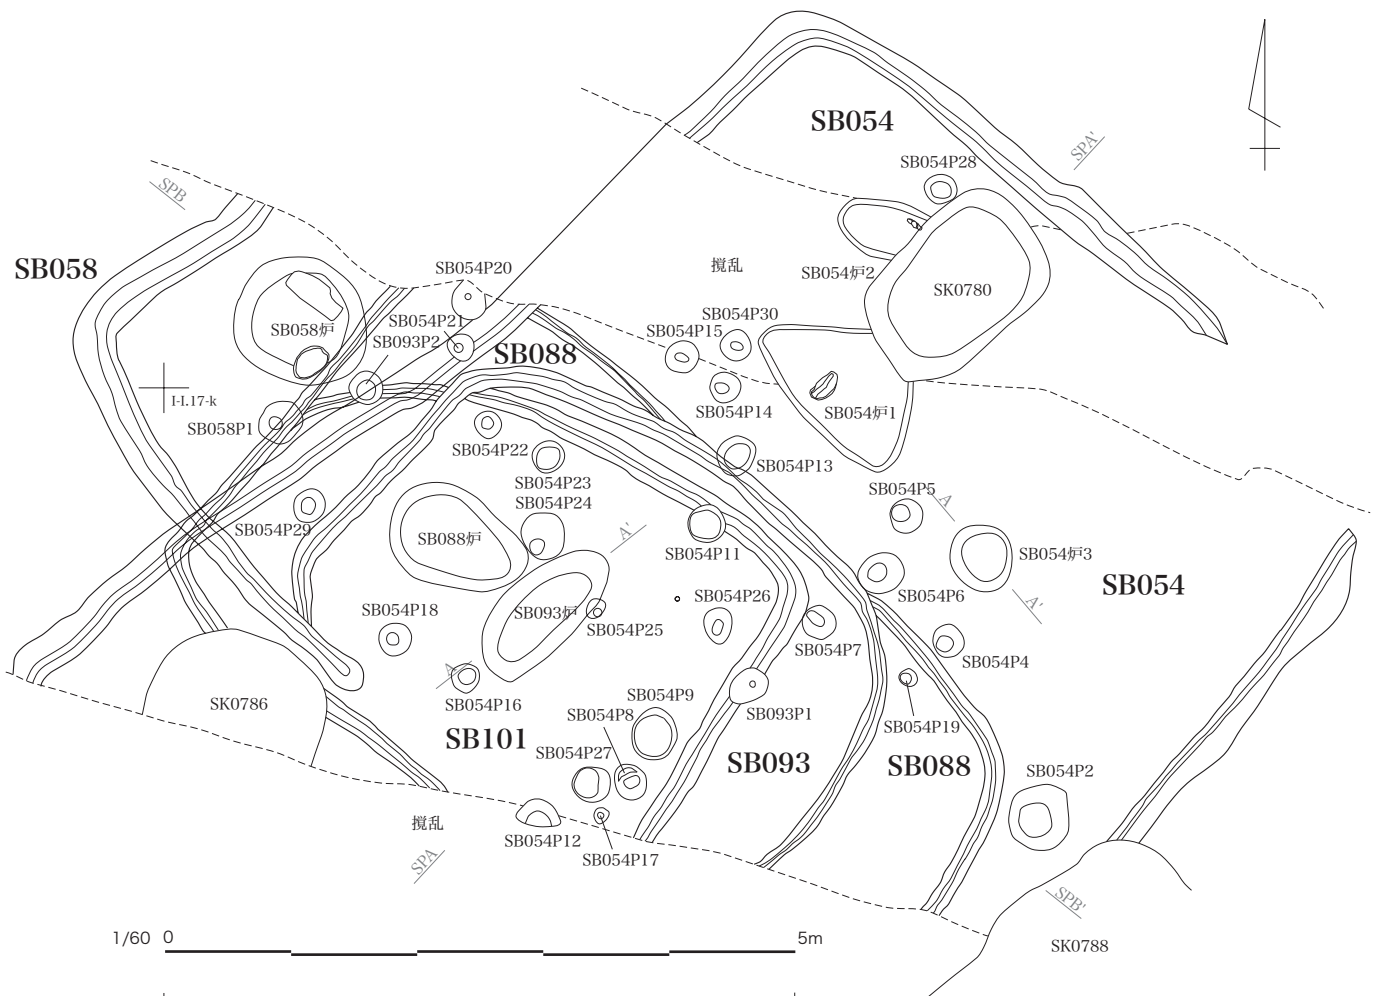 SB054
SPA'
SB054P28
SPB
SB058
SB054P20
搅乱
SB054炉2
SK0780
SB054P30
SB054P21
SB054P15
SB058炉
SB093P2
SB088
I-I.17-k
SB054P14
SB054炉1
SB058P1
SB054P22
SB054P13
SB054P23
SB054P5
A
SB054P24
SB054P29
A'
SB088炉
SB054P11
SB054炉3
SB054
SB054P26
SB054P6
A'
SB054P18
SB093炉
SB054P25
SB054P7
SB054P4
A
SB054P16
SB054P9
SK0786
SB054P8
SB093P1
SB054P19
SB101
SB054P27
SB093
SB088
SB054P2
搅乱
SB054P12
SB054P17
SPA
SPB'
1/60 0 5m
SK0788